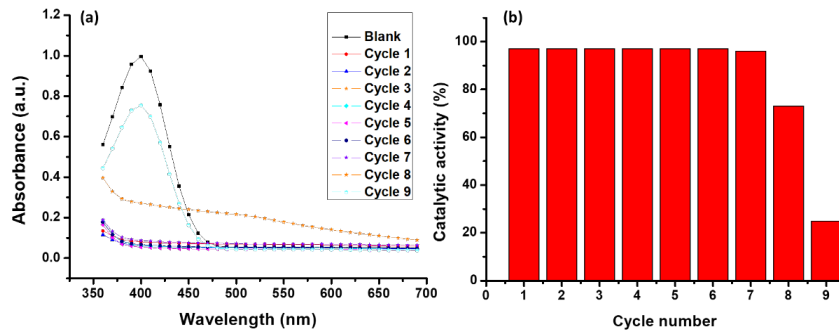 (a)
Absorbance (a.u.)
1.2
1.0
0.8
0.6
0.4
0.2
0.0
350 400 450 500 550 600 650 700
Wavelength (nm)
Blank
Cycle 1
Cycle 2
Cycle 3
Cycle 4
Cycle 5
Cycle 6
Cycle 7
Cycle 8
Cycle 9
(b)
Catalytic activity (%)
100
80
60
40
20
0
0 1 2 3 4 5 6 7 8 9
Cycle number